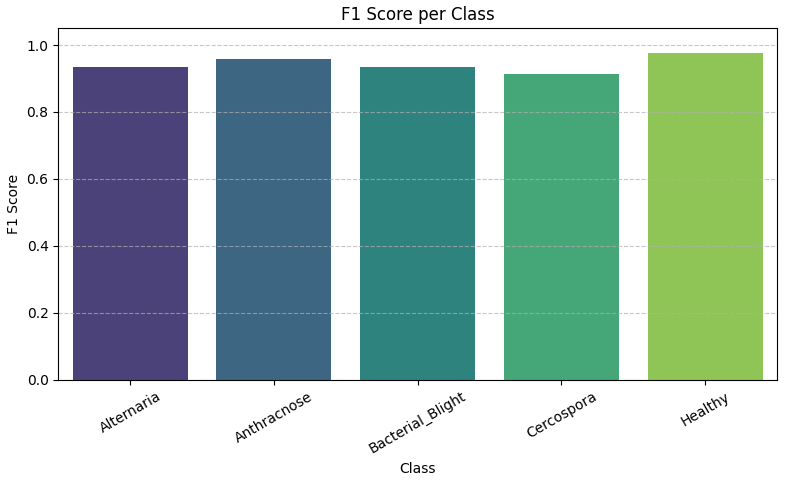 F1 Score per Class
F1 Score
1.0
0.8
0.6
0.4
0.2
0.0
Alternaria
Anthracnose
Bacterial_Blight
Cercospora
Healthy
Class